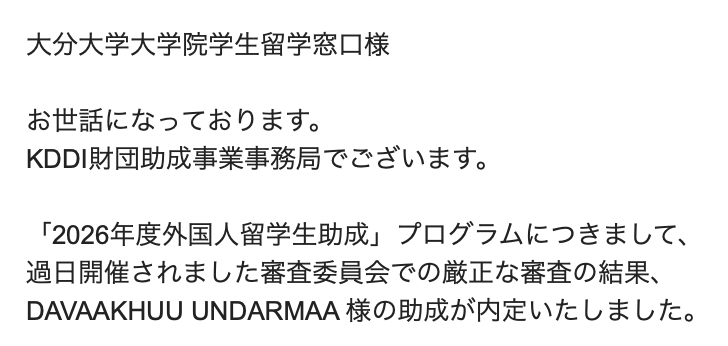 大分大学大学院学生留学窓口様
お世話になっております。
KDDI財団助成事業事務局でございます。
「2026年度外国人留学生助成」プログラムにつきまして、
過日開催されました審査委員会での厳正な審査の結果、
DAVAAKHUU UNDARMAA 様の助成が内定いたしました。